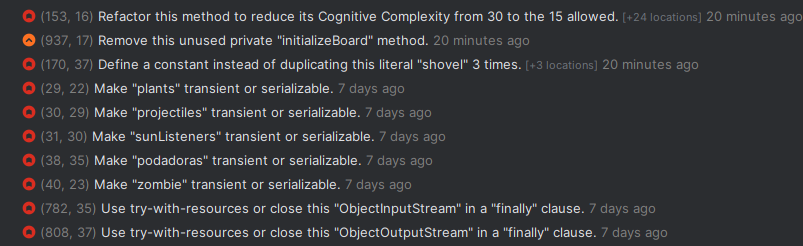 (153, 16) Refactor this method to reduce its Cognitive Complexity from 30 to the 15 allowed. [+24 locations] 20 minutes ago
(937, 17) Remove this unused private "initializeBoard" method. 20 minutes ago
(170, 37) Define a constant instead of duplicating this literal "shovel" 3 times. [+3 locations] 20 minutes ago
(29, 22) Make "plants" transient or serializable. 7 days ago
(30, 29) Make "projectiles" transient or serializable. 7 days ago
(31, 30) Make "sunListeners" transient or serializable. 7 days ago
(38, 35) Make "podadoras" transient or serializable. 7 days ago
(40, 23) Make "zombie" transient or serializable. 7 days ago
(782, 35) Use try-with-resources or close this "ObjectInputStream" in a "finally" clause. 7 days ago
(808, 37) Use try-with-resources or close this "ObjectOutputStream" in a "finally" clause. 7 days ago